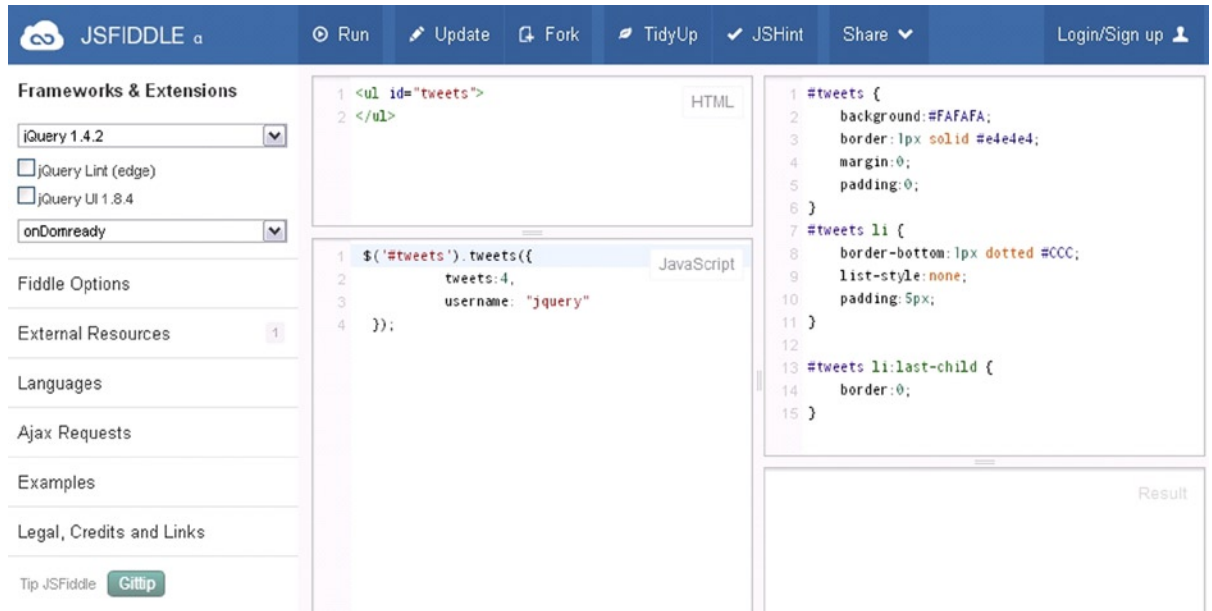 JSFIDDLE α
Run Update Fork TidyUp JSHint Share Login/Sign up
Frameworks & Extensions
jQuery 1.4.2
jQuery Lint (edge)
jQuery UI 1.8.4
onDomready
Fiddle Options
External Resources 1
Languages
Ajax Requests
Examples
Legal, Credits and Links
Tip JSFiddle Gittip
HTML
1 <ul id="tweets">
2 </ul>
JavaScript
1 $('#tweets').tweets({
2 tweets:4,
3 username: "jquery"
4 });
1 #tweets {
2 background:#FAFAFA;
3 border:1px solid #e4e4e4;
4 margin:0;
5 padding:0;
6 }
7 #tweets li {
8 border-bottom:1px dotted #CCC;
9 list-style:none;
10 padding:5px;
11 }
12
13 #tweets li:last-child {
14 border:0;
15 }
Result